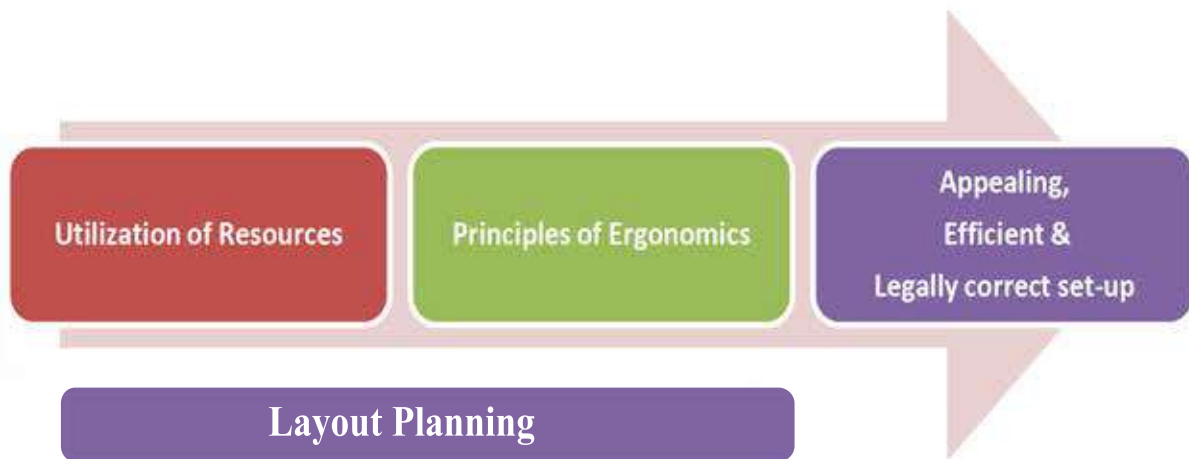 Utilization of Resources
Principles of Ergonomics
Appealing,
Efficient &
Legally correct set-up
Layout Planning